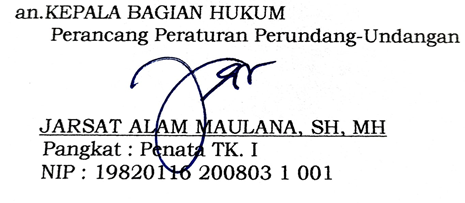 an.KEPALA BAGIAN HUKUM
Perancang Peraturan Perundang-Undangan
JARSAT ALAM MAULANA, SH, MH
Pangkat : Penata TK. I
NIP : 19820116 200803 1 001